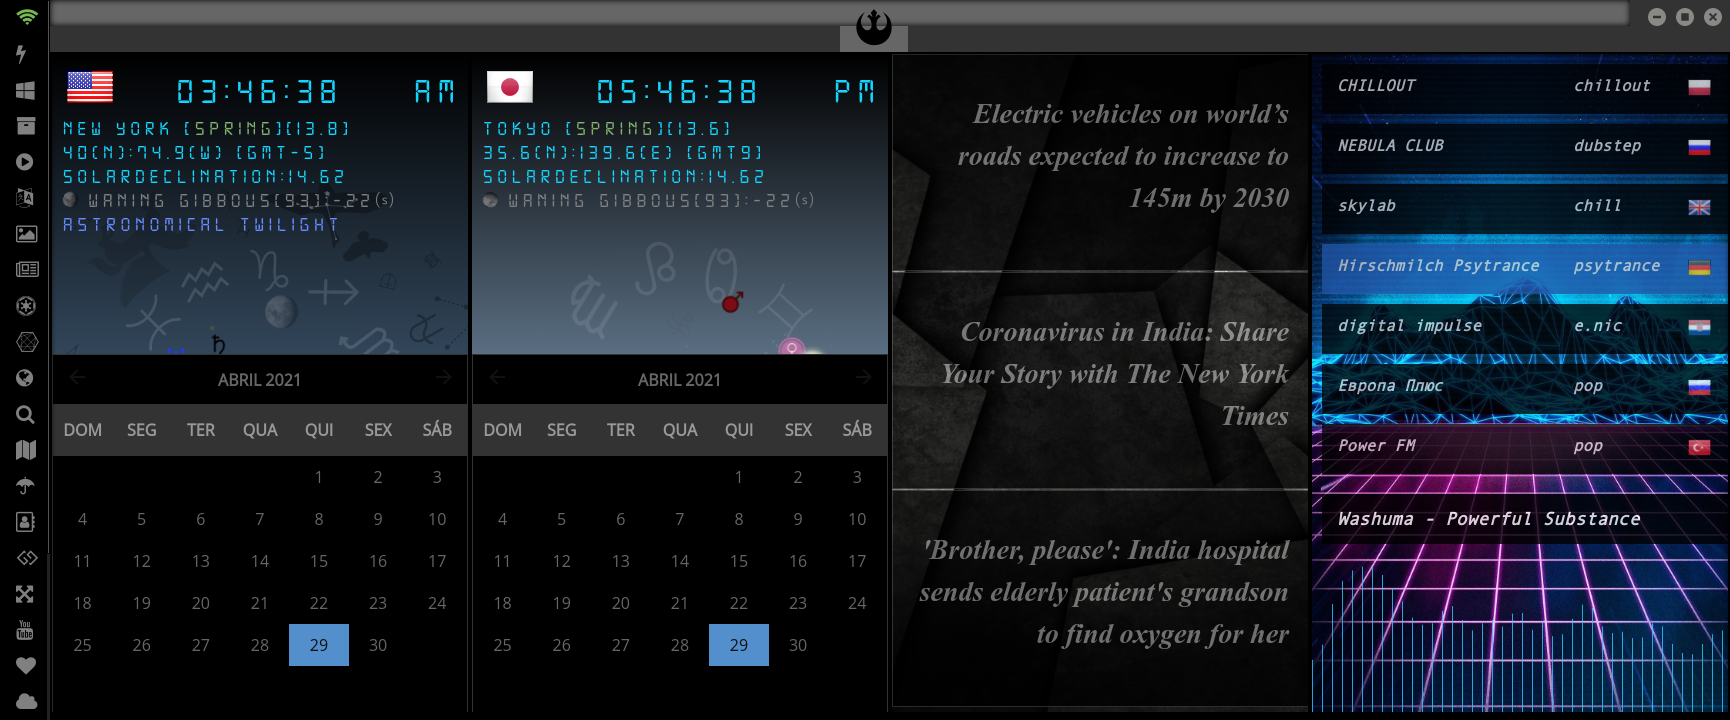 03:46:38 AM
NEW YORK [SPRING][13.8]
40(N):74.9(W) [GMT-5]
SOLARDECLINATION:14.62
WANING GIBBOUS[93]:-22(s)
ASTRONOMICAL TWILIGHT
ABRIL 2021
DOM SEG TER QUA QUI SEX SÁB
1 2 3
4 5 6 7 8 9 10
11 12 13 14 15 16 17
18 19 20 21 22 23 24
25 26 27 28 29 30
05:46:38 PM
TOKYO [SPRING][13.6]
35.6(N):139.6(E) [GMT9]
SOLARDECLINATION:14.62
WANING GIBBOUS[93]:-22(s)
ABRIL 2021
DOM SEG TER QUA QUI SEX SÁB
1 2 3
4 5 6 7 8 9 10
11 12 13 14 15 16 17
18 19 20 21 22 23 24
25 26 27 28 29 30
Electric vehicles on world’s
roads expected to increase to
145m by 2030
Coronavirus in India: Share
Your Story with The New York
Times
'Brother, please': India hospital
sends elderly patient's grandson
to find oxygen for her
CHILLOUT chillout
NEBULA CLUB dubstep
skylab chill
Hirschmilch Psytrance psytrance
digital impulse e.nic
Европа Плюс pop
Power FM pop
Washuma - Powerful Substance
You
Tube